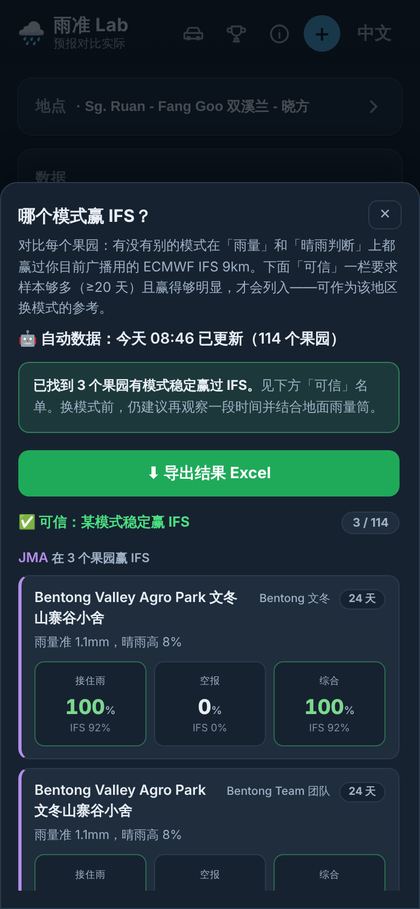 雨准 Lab
预报对比实际
中文
地点 · Sg. Ruan - Fang Goo 双溪兰 - 晓方
数据
哪个模式赢 IFS？
对比每个果园：有没有别的模式在「雨量」和「晴雨判断」上都
赢过你目前广播用的 ECMWF IFS 9km。下面「可信」一栏要求
样本够多（≥20 天）且赢得够明显，才会列入——可作为该地区
换模式的参考。
🤖 自动数据：今天 08:46 已更新（114 个果园）
已找到 3 个果园有模式稳定赢过 IFS。见下方「可信」名
单。换模式前，仍建议再观察一段时间并结合地面雨量筒。
⬇ 导出结果 Excel
✅ 可信：某模式稳定赢 IFS 3 / 114
JMA 在 3 个果园赢 IFS
Bentong Valley Agro Park 文冬 Bentong 文冬 24 天
山寨谷小舍
雨量准 1.1mm，晴雨高 8%
接住雨 空报 综合
100% 0% 100%
IFS 92% IFS 0% IFS 92%
Bentong Valley Agro Park Bentong Team 团队 24 天
文冬山寨谷小舍
雨量准 1.1mm，晴雨高 8%
接住雨 空报 综合